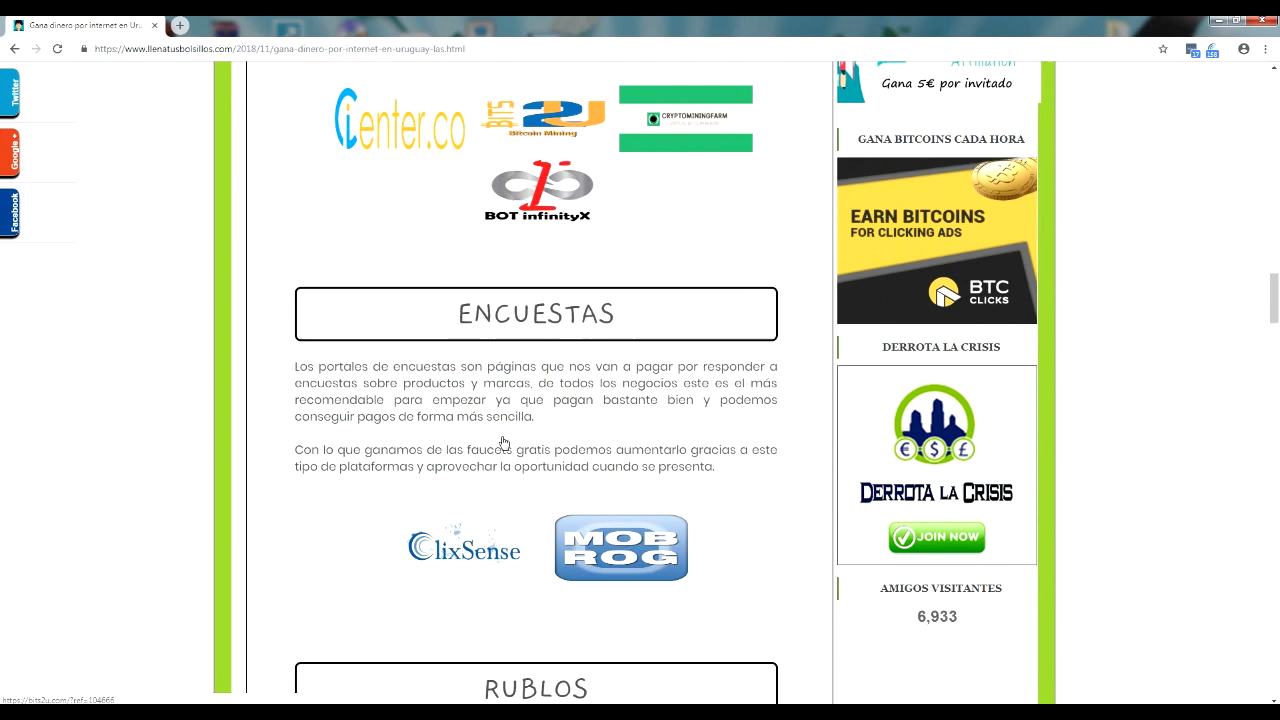 Gana dinero por internet en Uru
https://www.llenatusbolsillos.com/2018/11/gana-dinero-por-internet-en-uruguay-las.html
Twitter
Google+
Facebook
Cienter.co
BITS 2U
Bitcoin Mining
CRYPTOMININGFARM
BOT infinityX
ENCUESTAS
Los portales de encuestas son páginas que nos van a pagar por responder a
encuestas sobre productos y marcas, de todos los negocios este es el más
recomendable para empezar ya que pagan bastante bien y podemos
conseguir pagos de forma más sencilla.
Con lo que ganamos de las faucets gratis podemos aumentarlo gracias a este
tipo de plataformas y aprovechar la oportunidad cuando se presenta.
ClixSense
MOB
ROG
RUBLOS
Gana 5€ por invitado
GANA BITCOINS CADA HORA
EARN BITCOINS
FOR CLICKING ADS
BTC
CLICKS
DERROTA LA CRISIS
€ $ £
DERROTA LA CRISIS
JOIN NOW
AMIGOS VISITANTES
6,933
https://bits2u.com/?ref=104666